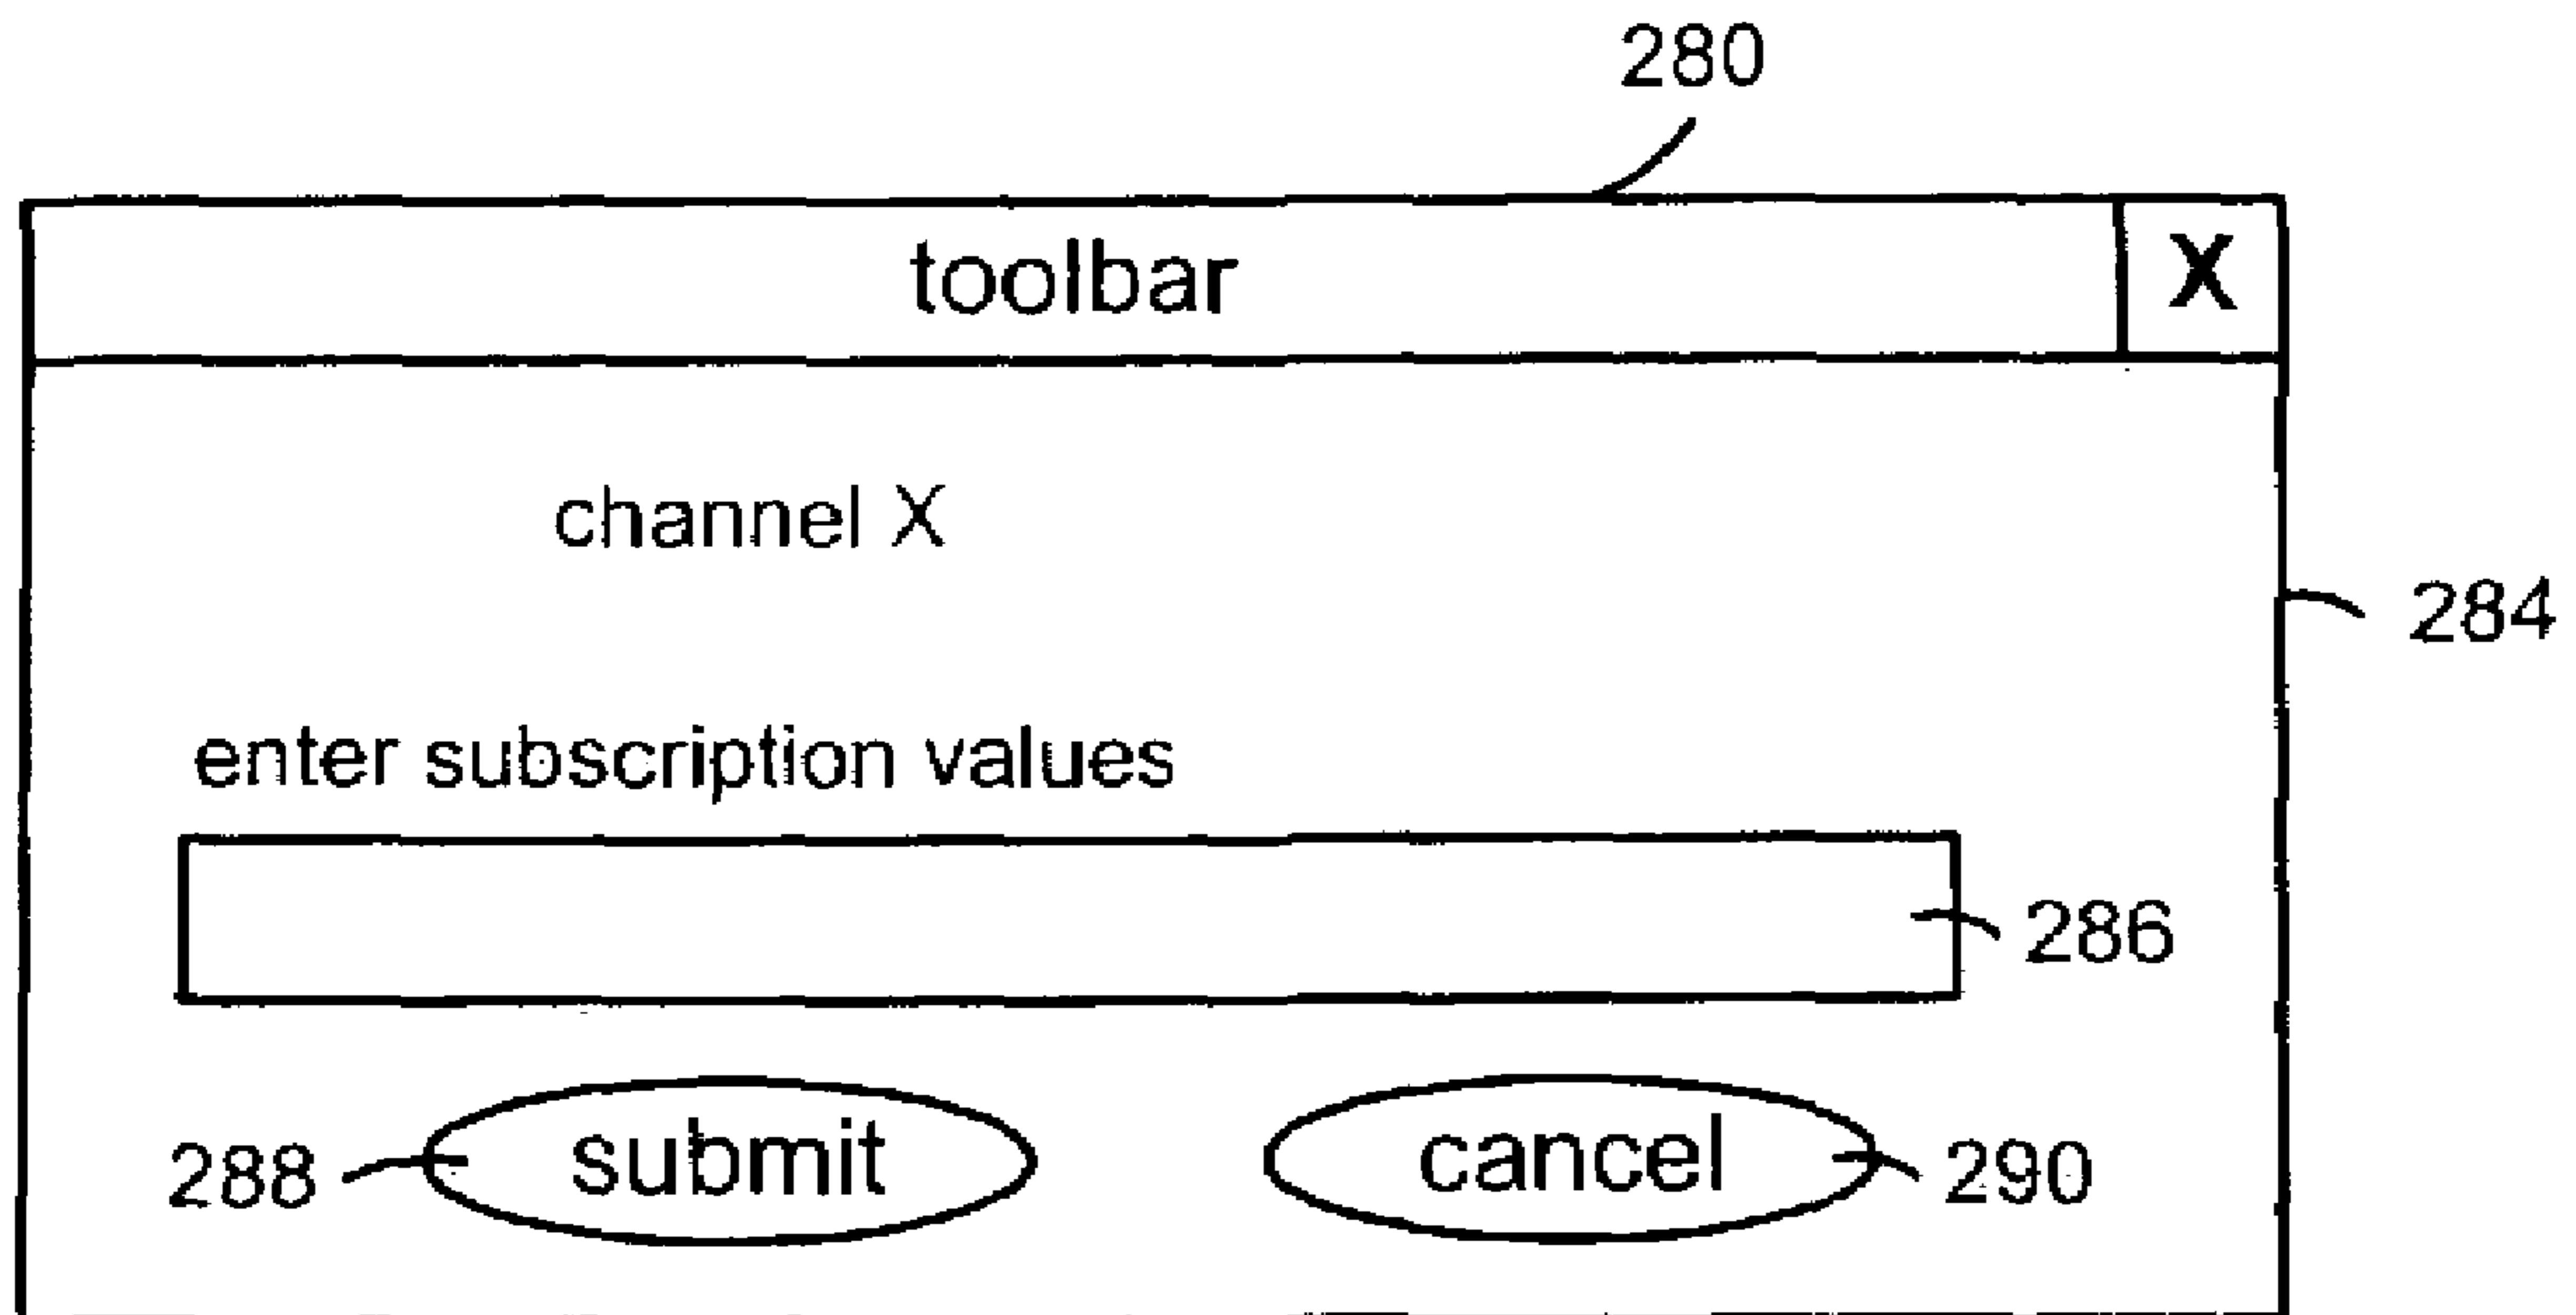 280
toolbar X
channel X
284
enter subscription values
286
288 submit cancel 290